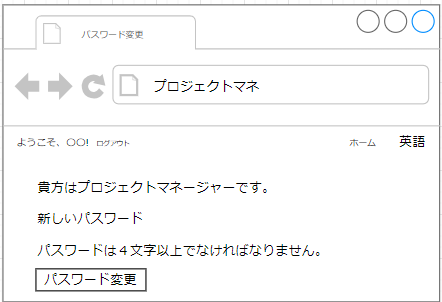 パスワード変更
プロジェクトマネ
ようこそ、〇〇! ログアウト ホーム 英語
貴方はプロジェクトマネージャーです。
新しいパスワード
パスワードは４文字以上でなければなりません。
パスワード変更